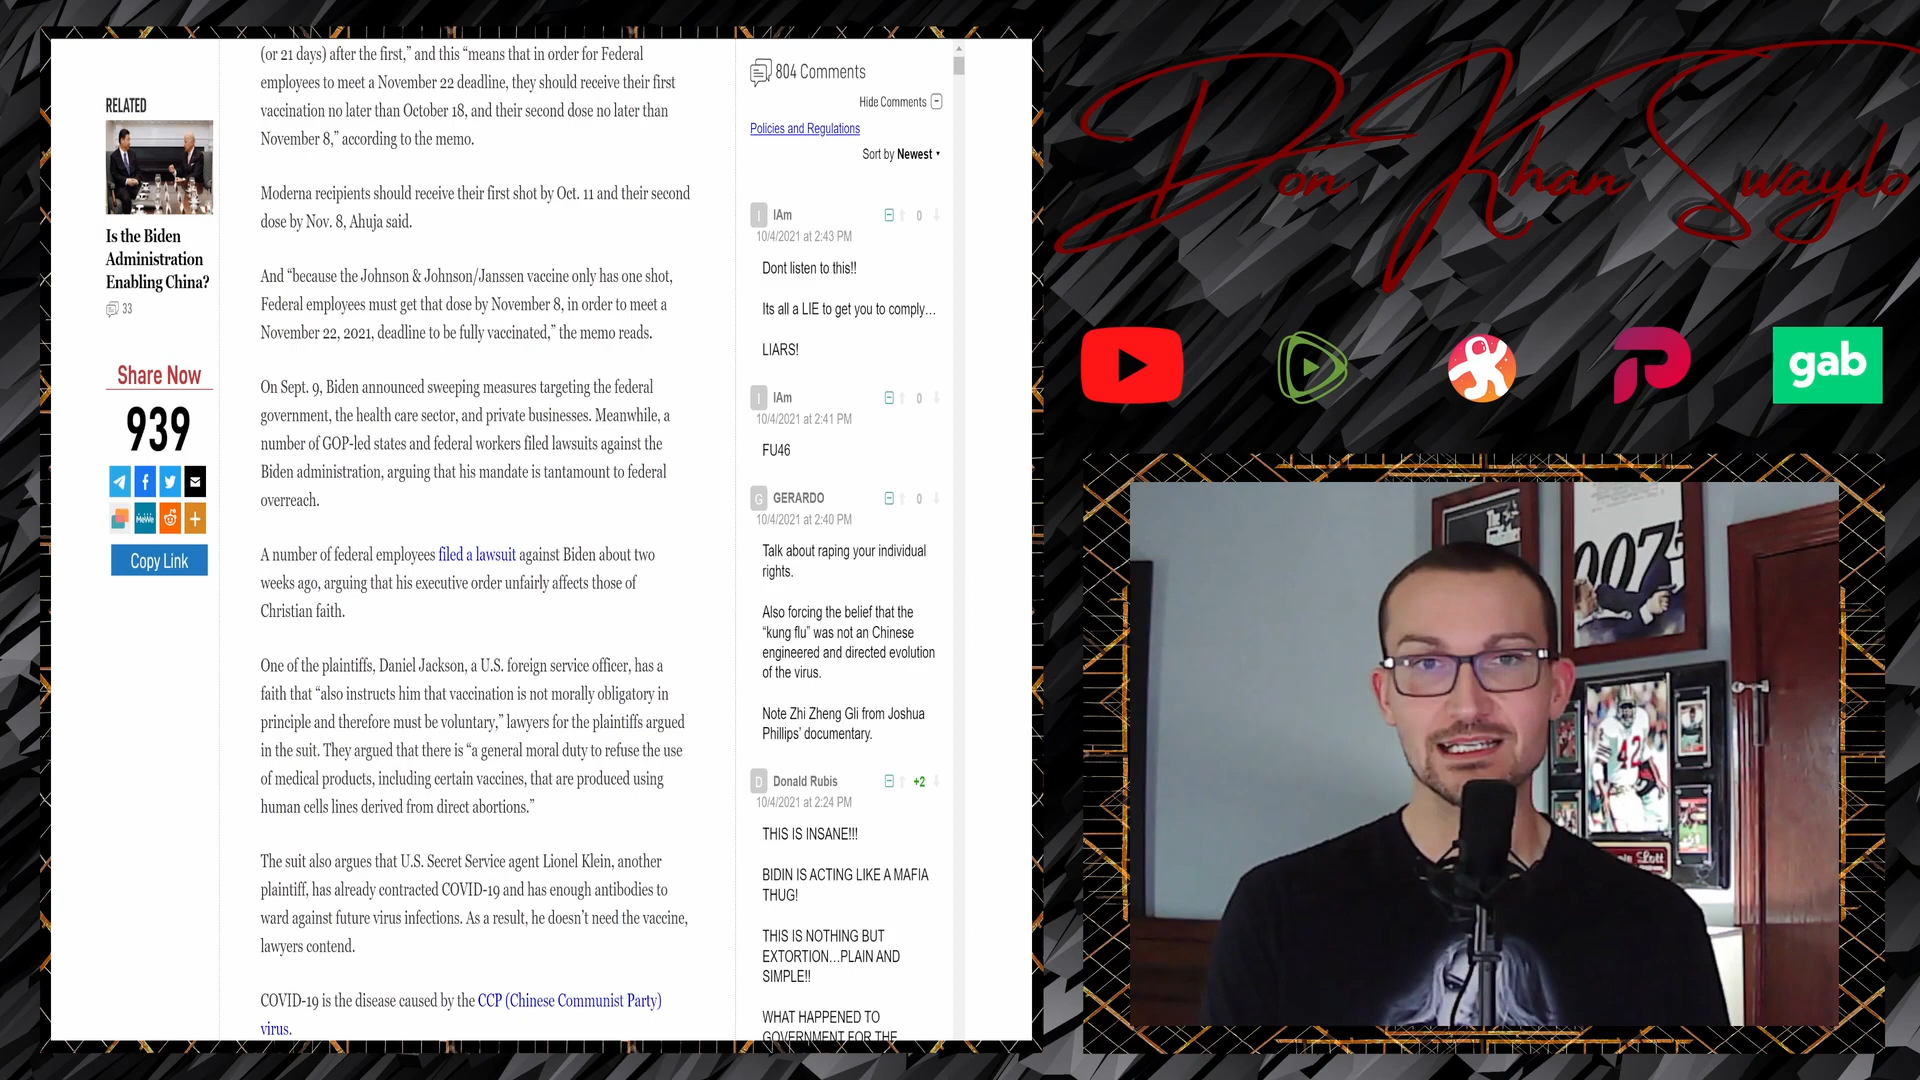 RELATED
Is the Biden
Administration
Enabling China?
33
Share Now
939
MeWe
Copy Link
(or 21 days) after the first,” and this “means that in order for Federal
employees to meet a November 22 deadline, they should receive their first
vaccination no later than October 18, and their second dose no later than
November 8,” according to the memo.
Moderna recipients should receive their first shot by Oct. 11 and their second
dose by Nov. 8, Ahuja said.
And “because the Johnson & Johnson/Janssen vaccine only has one shot,
Federal employees must get that dose by November 8, in order to meet a
November 22, 2021, deadline to be fully vaccinated,” the memo reads.
On Sept. 9, Biden announced sweeping measures targeting the federal
government, the health care sector, and private businesses. Meanwhile, a
number of GOP-led states and federal workers filed lawsuits against the
Biden administration, arguing that his mandate is tantamount to federal
overreach.
A number of federal employees filed a lawsuit against Biden about two
weeks ago, arguing that his executive order unfairly affects those of
Christian faith.
One of the plaintiffs, Daniel Jackson, a U.S. foreign service officer, has a
faith that “also instructs him that vaccination is not morally obligatory in
principle and therefore must be voluntary,” lawyers for the plaintiffs argued
in the suit. They argued that there is “a general moral duty to refuse the use
of medical products, including certain vaccines, that are produced using
human cells lines derived from direct abortions.”
The suit also argues that U.S. Secret Service agent Lionel Klein, another
plaintiff, has already contracted COVID-19 and has enough antibodies to
ward against future virus infections. As a result, he doesn’t need the vaccine,
lawyers contend.
COVID-19 is the disease caused by the CCP (Chinese Communist Party)
virus.
804 Comments
Hide Comments
Policies and Regulations
Sort by Newest
I IAm 0
10/4/2021 at 2:43 PM
Dont listen to this!!
Its all a LIE to get you to comply…
LIARS!
I IAm 0
10/4/2021 at 2:41 PM
FU46
G GERARDO 0
10/4/2021 at 2:40 PM
Talk about raping your individual
rights.
Also forcing the belief that the
“kung flu” was not an Chinese
engineered and directed evolution
of the virus.
Note Zhi Zheng Gli from Joshua
Phillips’ documentary.
D Donald Rubis +2
10/4/2021 at 2:24 PM
THIS IS INSANE!!!
BIDIN IS ACTING LIKE A MAFIA
THUG!
THIS IS NOTHING BUT
EXTORTION…PLAIN AND
SIMPLE!!
WHAT HAPPENED TO
GOVERNMENT FOR THE
Don Khan Swaylo
gab
007
42